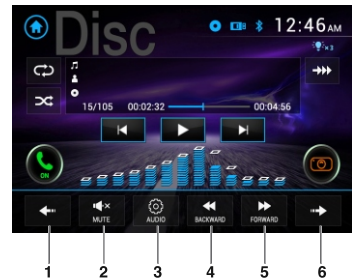 Disc
12:46AM
×3
15/105 00:02:32 00:04:56
ON
MUTE AUDIO BACKWARD FORWARD
1 2 3 4 5 6